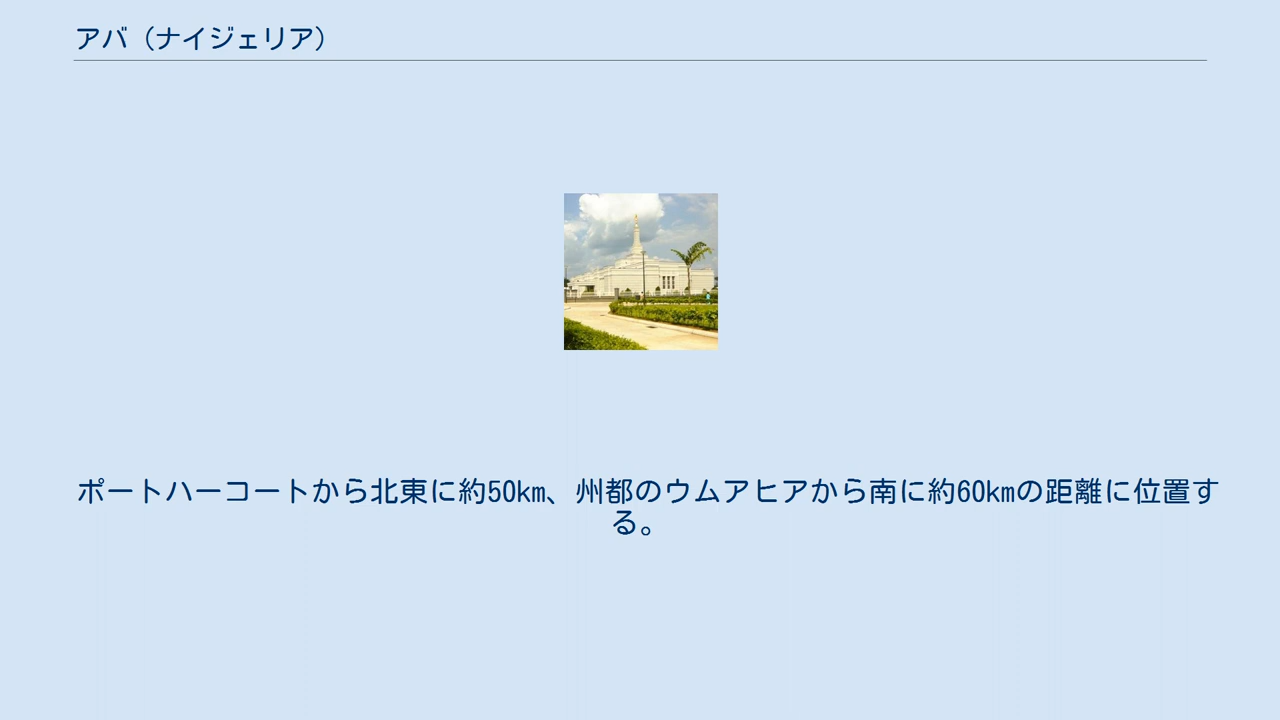 アバ（ナイジェリア）
ポートハーコートから北東に約50km、州都のウムアヒアから南に約60kmの距離に位置す
る。